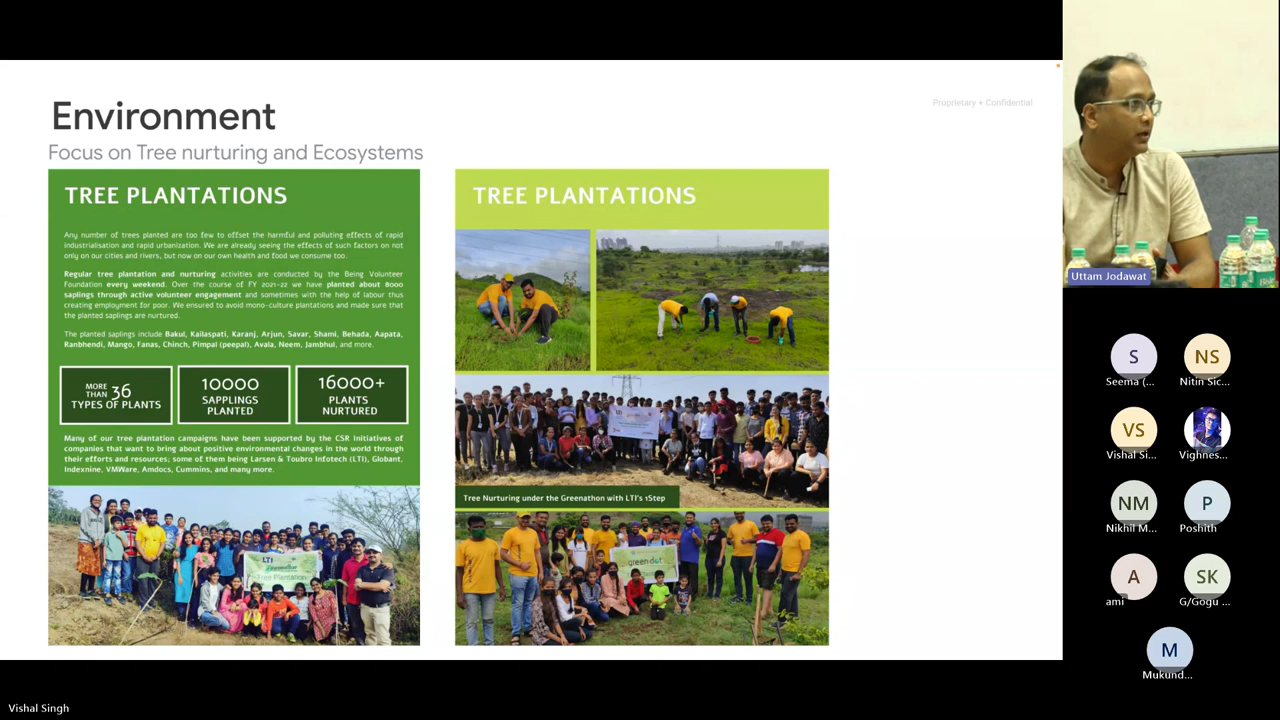 Environment
Proprietary + Confidential
Focus on Tree nurturing and Ecosystems
TREE PLANTATIONS
Any number of trees planted are too few to offset the harmful and polluting effects of rapid
industrialisation and rapid urbanization. We are already seeing the effects of such factors on not
only on our cities and rivers, but now on our own health and food we consume too.
Regular tree plantation and nurturing activities are conducted by the Being Volunteer
Foundation every weekend. Over the course of FY 2021-22 we have planted about 8000
saplings through active volunteer engagement and sometimes with the help of labour thus
creating employment for poor. We ensured to avoid mono-culture plantations and made sure that
the planted saplings are nurtured.
The planted saplings include Bakul, Kailaspati, Karanj, Arjun, Savar, Shami, Behada, Aapata,
Ranbhendi, Mango, Fanas, Chinch, Pimpal (peepal), Avala, Neem, Jambhul, and more.
MORE THAN 36
TYPES OF PLANTS
10000
SAPPLINGS
PLANTED
16000+
PLANTS
NURTURED
Many of our tree plantation campaigns have been supported by the CSR Initiatives of
companies that want to bring about positive environmental changes in the world through
their efforts and resources; some of them being Larsen & Toubro Infotech (LTI), Globant,
Indexnine, VMWare, Amdocs, Cummins, and many more.
LTI
Tree Plantation
TREE PLANTATIONS
Tree Nurturing under the Greenathon with LTI's 1Step
green dot
Uttam Jodawat
S
Seema (...
NS
Nitin Sic...
VS
Vishal Si...
Vighnes...
NM
Nikhil M...
P
Poshith
A
ami
SK
G/Gogu ...
M
Mukund...
Vishal Singh